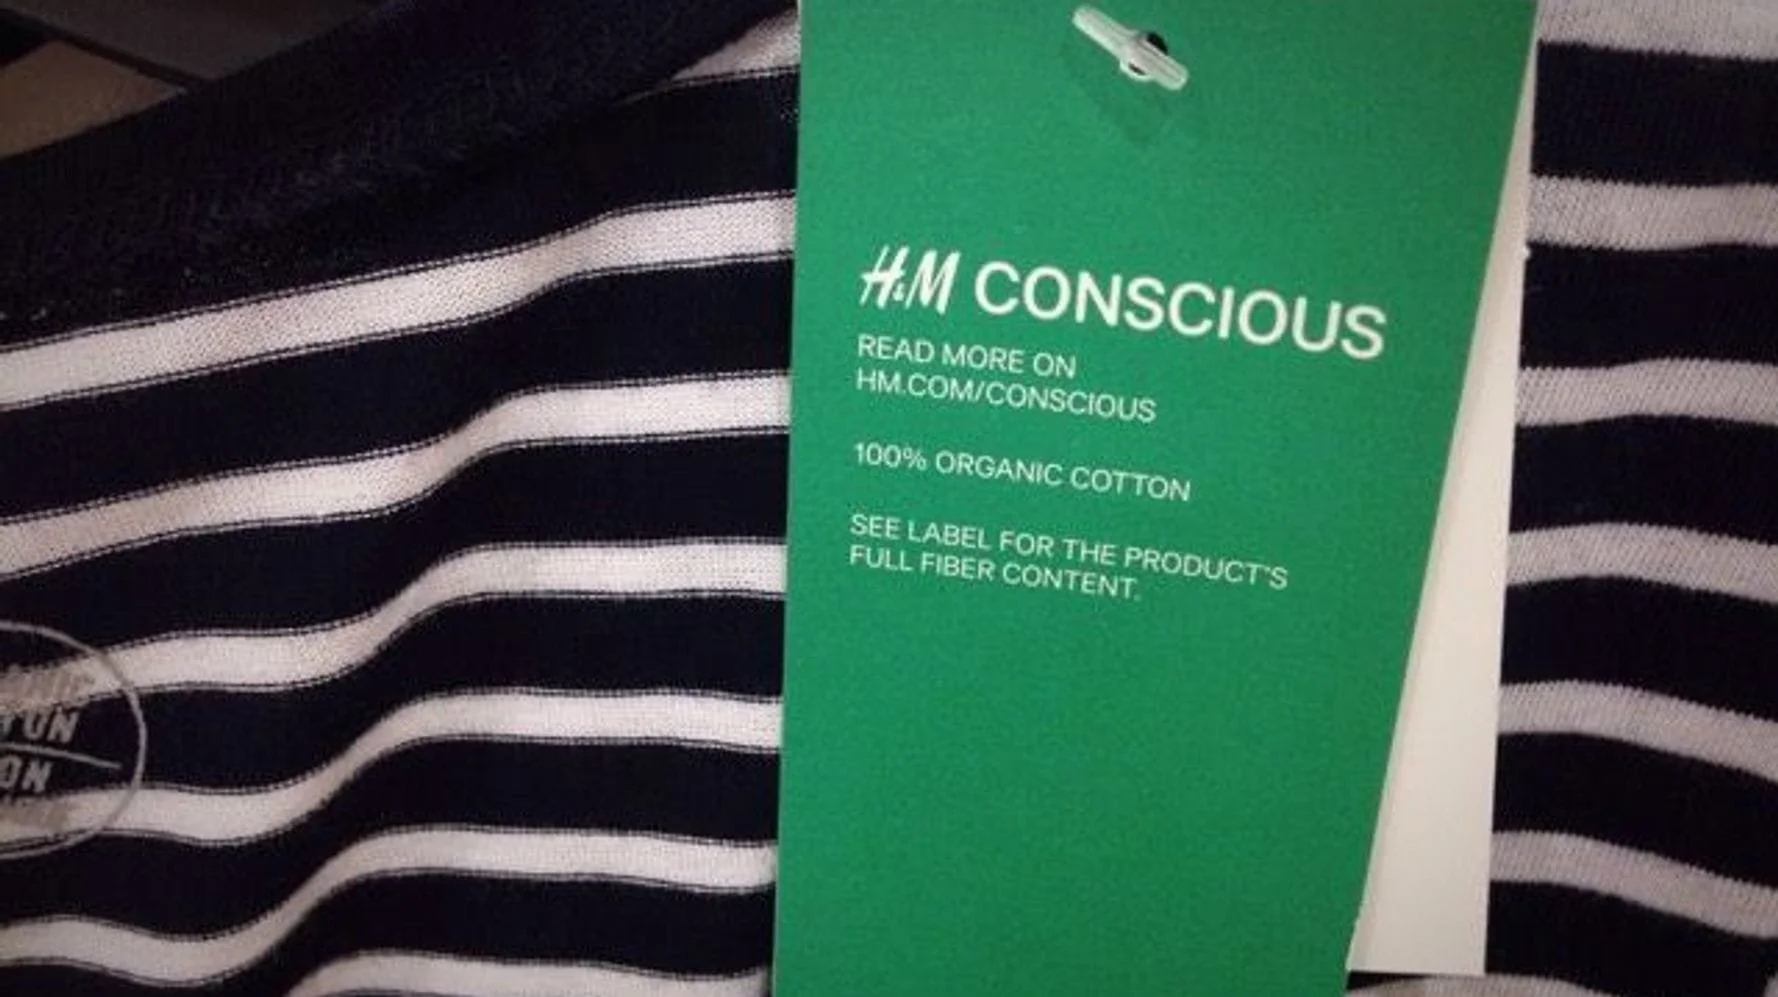 H&M CONSCIOUS
READ MORE ON
HM.COM/CONSCIOUS
100% ORGANIC COTTON
SEE LABEL FOR THE PRODUCT'S
FULL FIBER CONTENT.